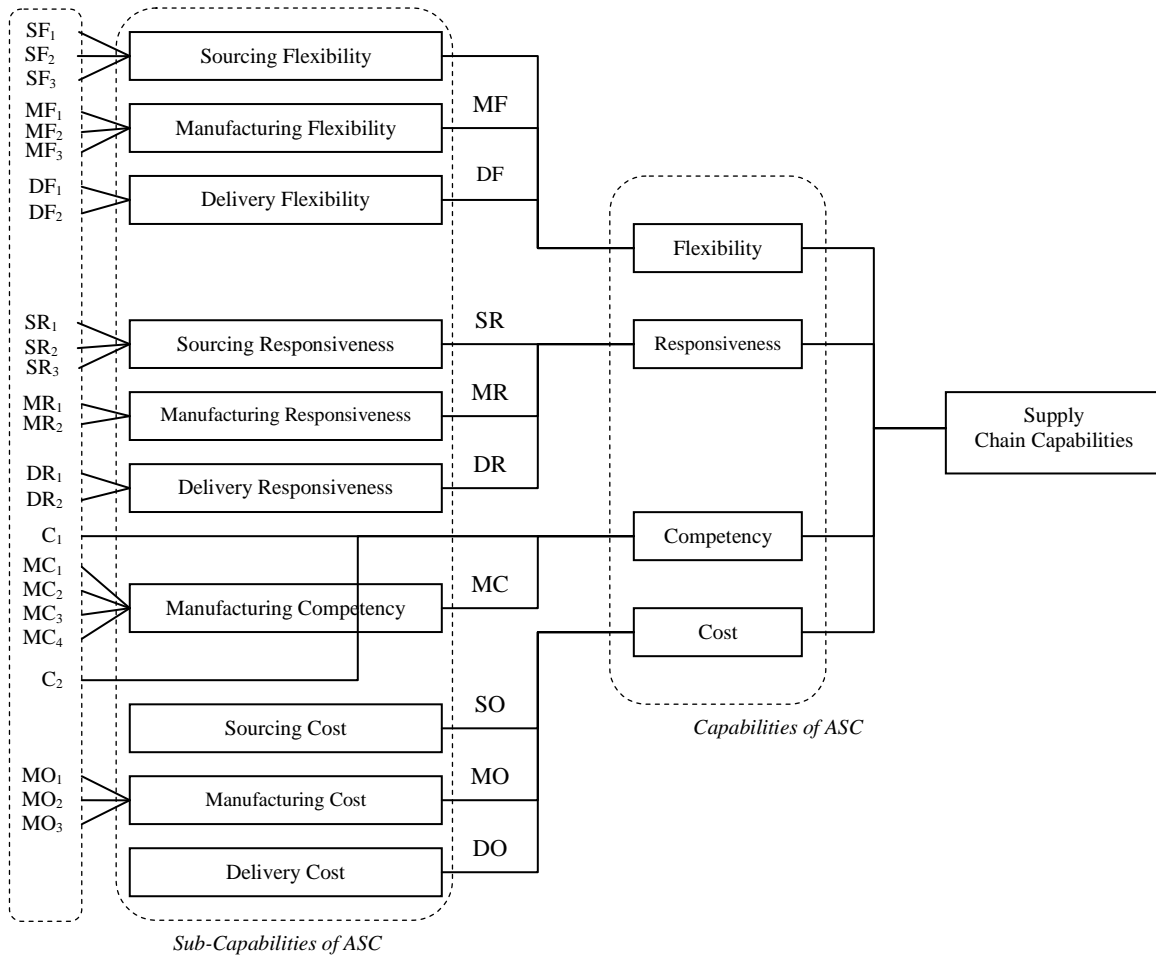 SF₁
SF₂
SF₃
Sourcing Flexibility
MF₁
MF₂
MF₃
Manufacturing Flexibility
MF
DF₁
DF₂
Delivery Flexibility
DF
Flexibility
SR₁
SR₂
SR₃
Sourcing Responsiveness
SR
Responsiveness
MR₁
MR₂
Manufacturing Responsiveness
MR
DR₁
DR₂
Delivery Responsiveness
DR
Supply
Chain Capabilities
C₁
Competency
MC₁
MC₂
MC₃
MC₄
Manufacturing Competency
MC
Cost
C₂
Sourcing Cost
SO
Capabilities of ASC
MO₁
MO₂
MO₃
Manufacturing Cost
MO
Delivery Cost
DO
Sub-Capabilities of ASC